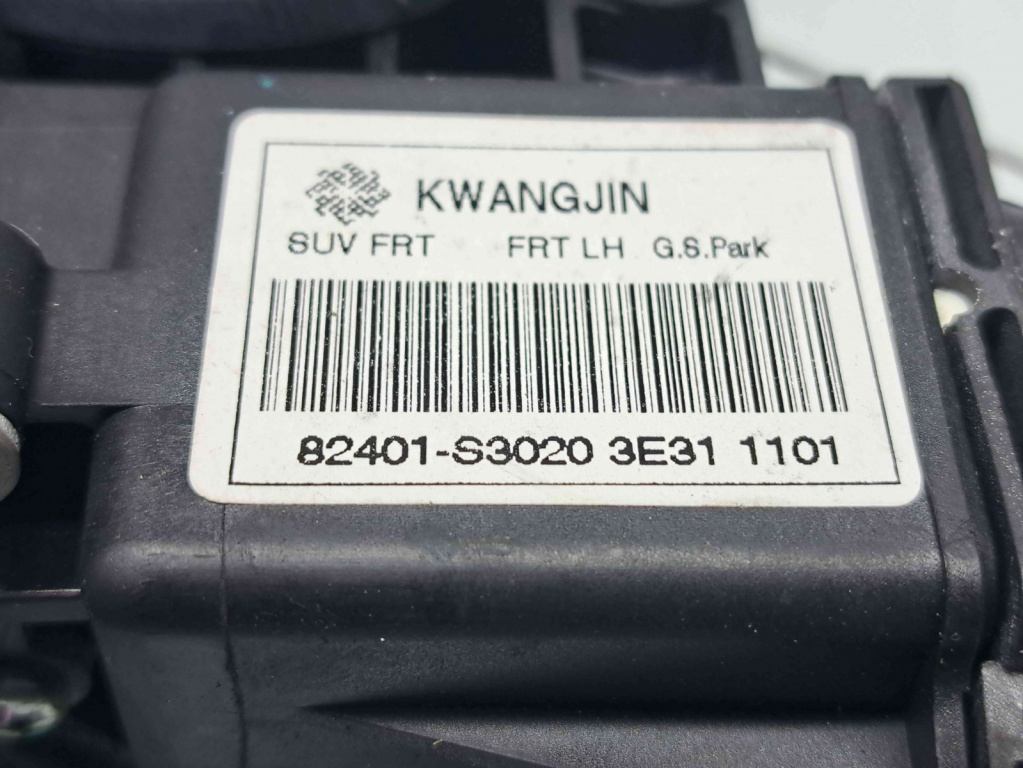 KWANGJIN
SUV FRT FRT LH G.S.Park
82401-S3020 3E31 1101